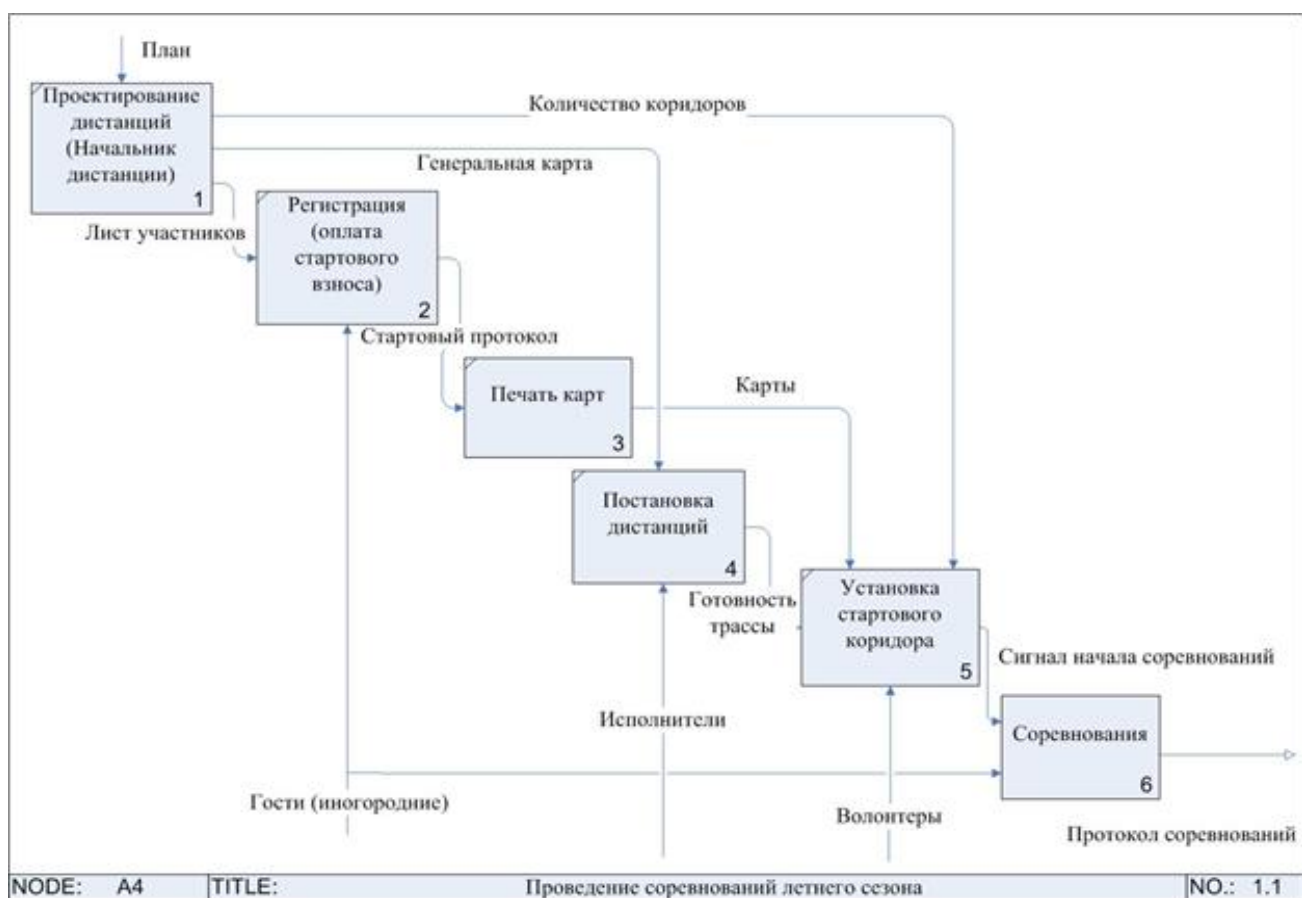 План
Проектирование
дистанций
(Начальник
дистанции)
1
Количество коридоров
Генеральная карта
Лист участников
Регистрация
(оплата
стартового
взноса)
2
Стартовый протокол
Печать карт
3
Карты
Постановка
дистанций
4
Готовность
трассы
Установка
стартового
коридора
5
Сигнал начала соревнований
Исполнители
Соревнования
6
Гости (иногородние)
Волонтеры
Протокол соревнований
NODE: A4 TITLE: Проведение соревнований летнего сезона NO.: 1.1